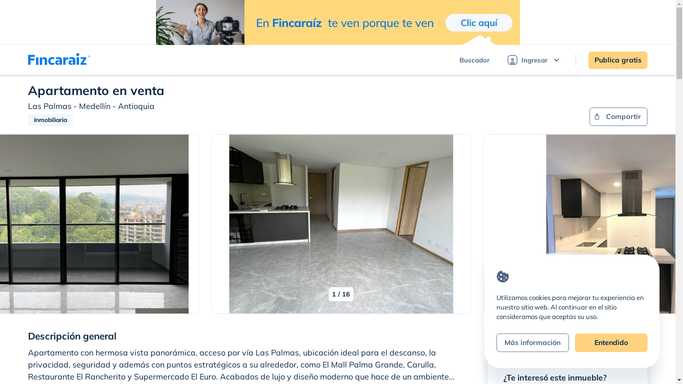 En Fincaraíz te ven porque te ven
Clic aquí
Fincaraíz
Buscador
Ingresar
Publica gratis
Apartamento en venta
Las Palmas - Medellín - Antioquia
Inmobiliaria
Compartir
1 / 16
Utilizamos cookies para mejorar tu experiencia en
nuestro sitio web. Al continuar en el sitio
consideramos que aceptas su uso.
Más información
Entendido
Descripción general
Apartamento con hermosa vista panorámica, acceso por vía Las Palmas, ubicación ideal para el descanso, la
privacidad, seguridad y además con puntos estratégicos a su alrededor, como El Mall Palma Grande, Carulla,
Restaurante El Rancherito y Supermercado El Euro. Acabados de lujo y diseño moderno que hace de un ambiente...
¿Te interesó este inmueble?